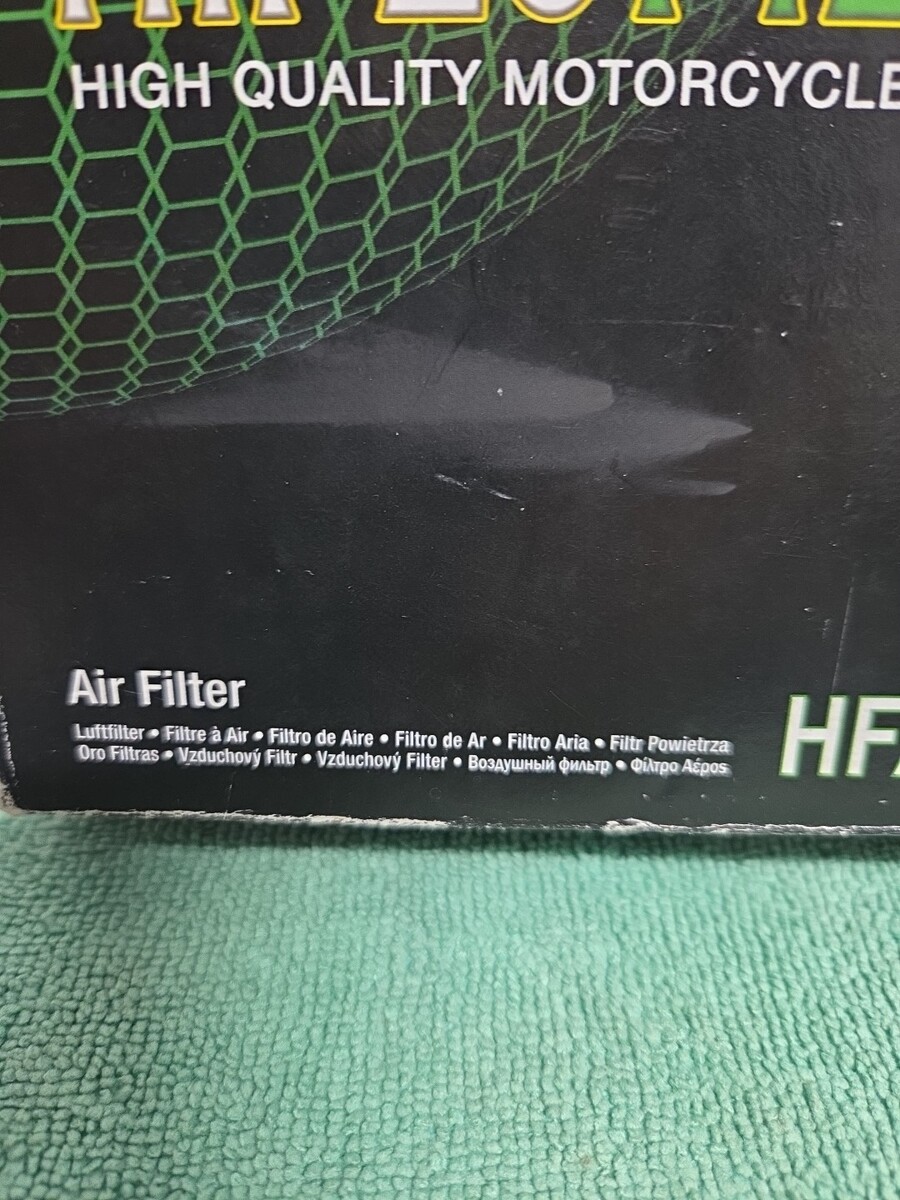 HIGH QUALITY MOTORCYCLE
Air Filter
Luftfilter • Filtre à Air • Filtro de Aire • Filtro de Ar • Filtro Aria • Filtr Powietrza
Oro Filtras • Vzduchový Filtr • Vzduchový Filter • Воздушный фильтр • Φίλτρο Αέρος
HF